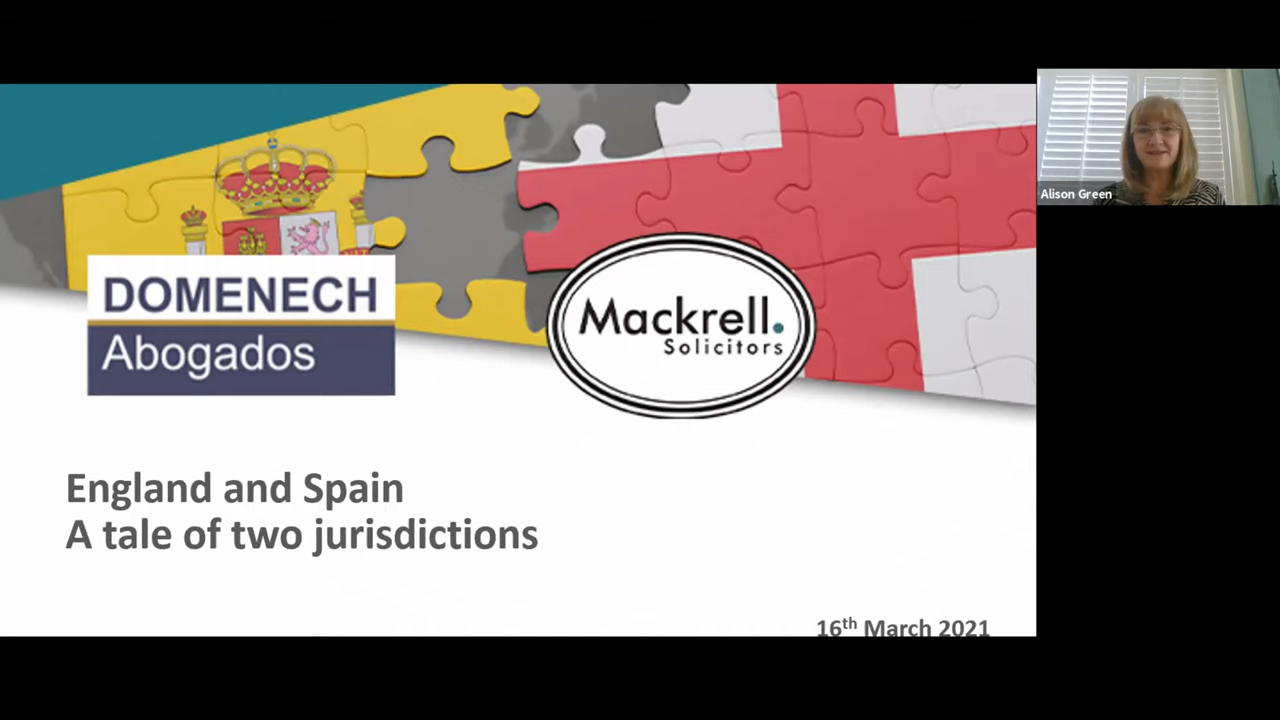 DOMENECH
Abogados
Mackrell.
Solicitors
England and Spain
A tale of two jurisdictions
16th March 2021
Alison Green